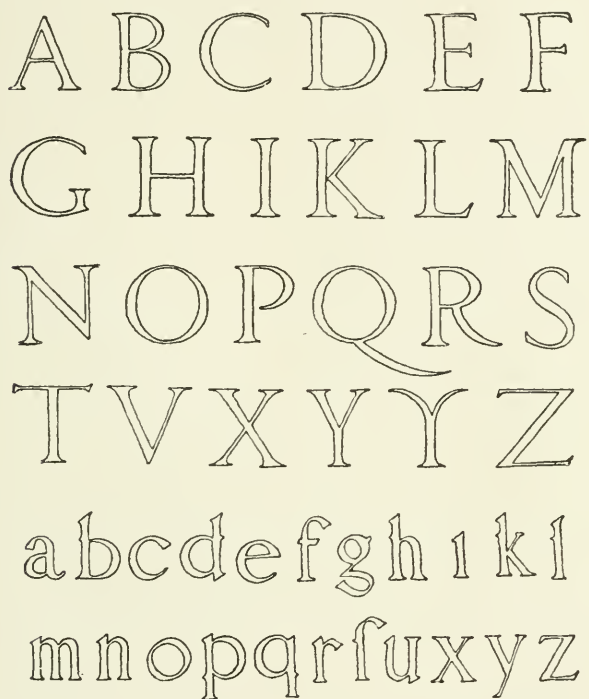 A B C D E F
G H I K L M
N O P Q R S
T V X Y Y Z
a b c d e f g h ı k l
m n o p q r ſ u x y z